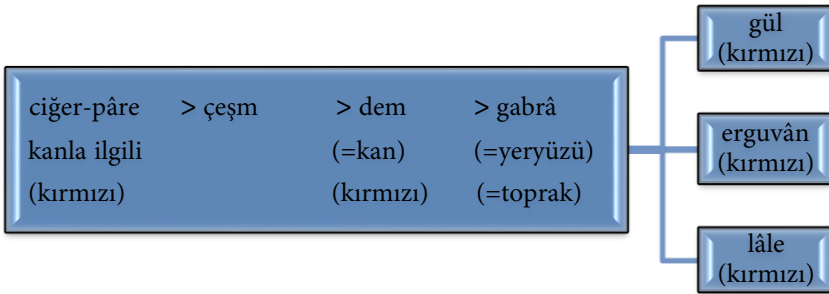 ciğer-pâre > çeşm > dem > gabrâ
kanla ilgili (=kan) (=yeryüzü)
(kırmızı) (kırmızı) (=toprak)
gül
(kırmızı)
erguvân
(kırmızı)
lâle
(kırmızı)